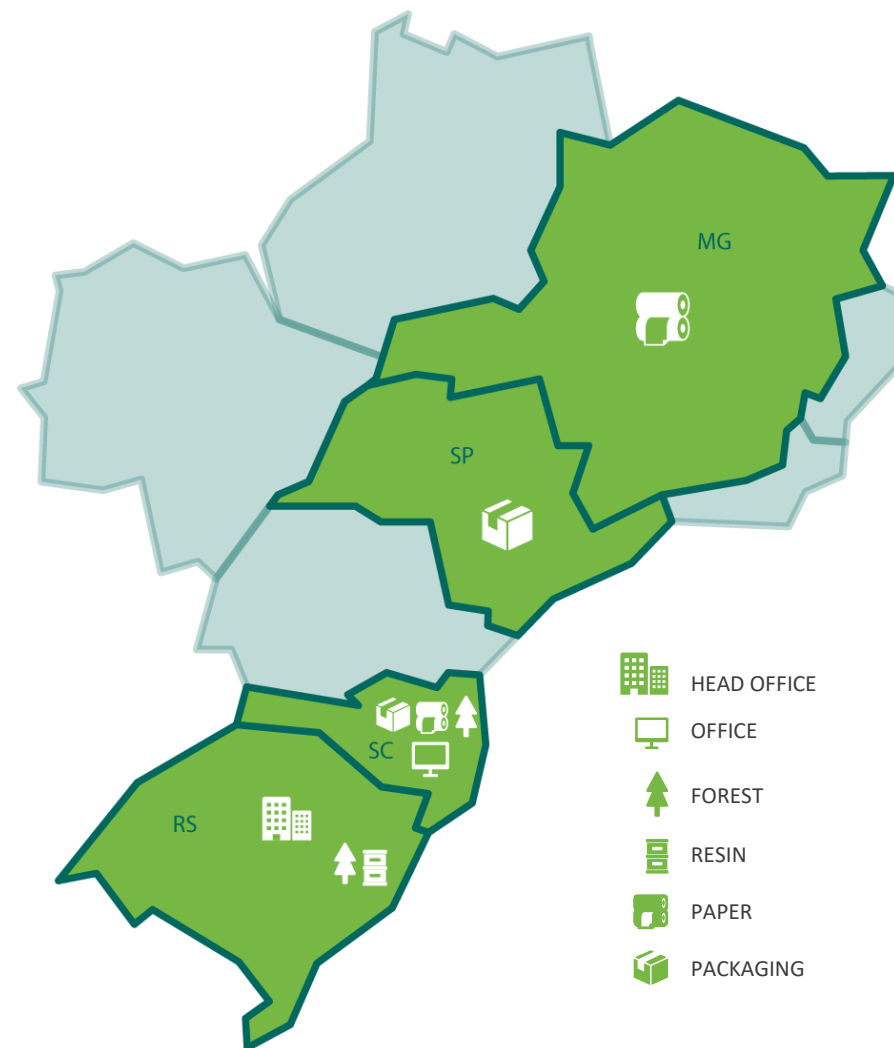 MG
SP
SC
RS
HEAD OFFICE
OFFICE
FOREST
RESIN
PAPER
PACKAGING